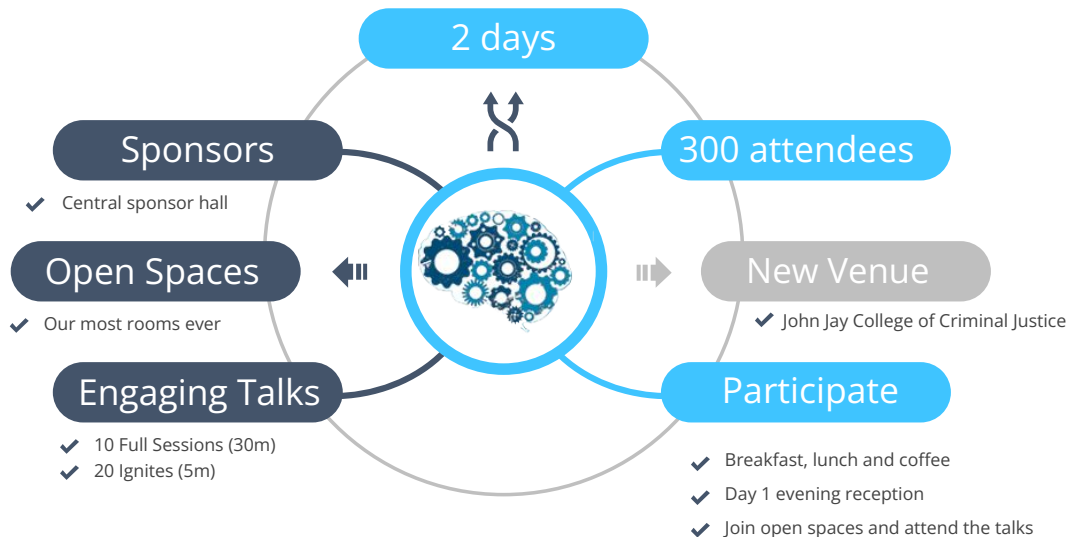 2 days
Sponsors
Central sponsor hall
300 attendees
Open Spaces
Our most rooms ever
New Venue
John Jay College of Criminal Justice
Engaging Talks
10 Full Sessions (30m)
20 Ignites (5m)
Participate
Breakfast, lunch and coffee
Day 1 evening reception
Join open spaces and attend the talks